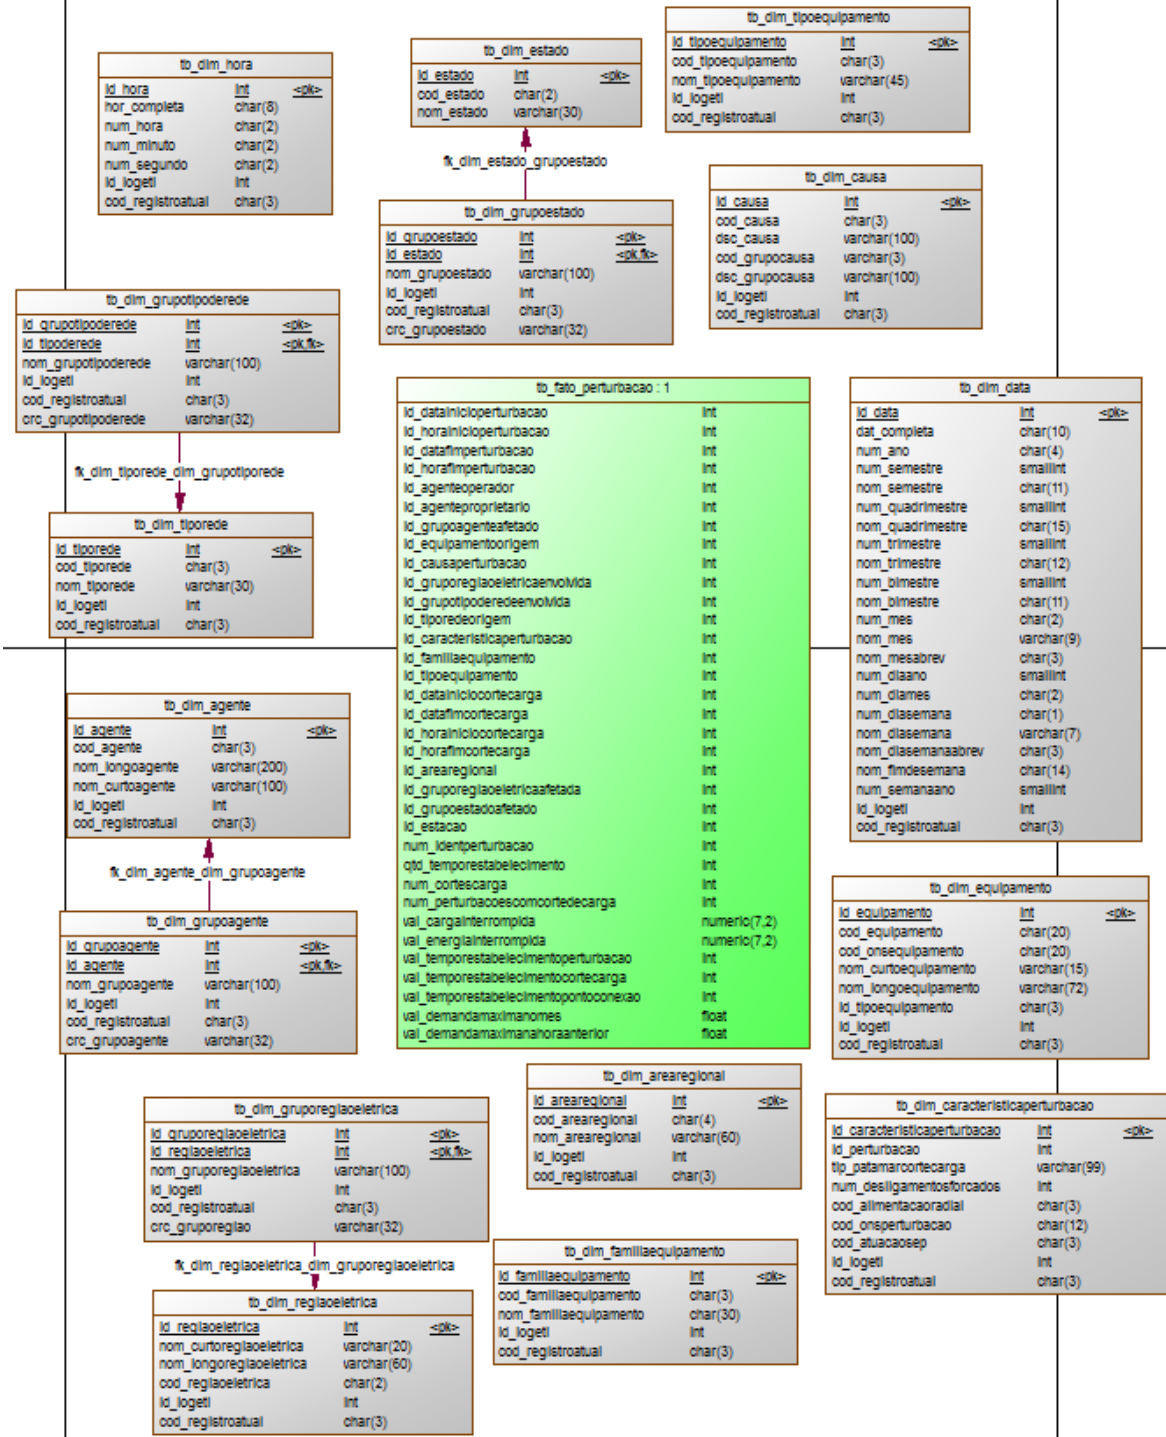 tb_dim_tipoequipamento
id_tipoequipamento int <pk>
cod_tipoequipamento char(3)
nom_tipoequipamento varchar(45)
id_logetl int
cod_registroatual char(3)
tb_dim_hora
id_hora int <pk>
hor_completa char(8)
num_hora char(2)
num_minuto char(2)
num_segundo char(2)
id_logetl int
cod_registroatual char(3)
tb_dim_estado
id_estado int <pk>
cod_estado char(2)
nom_estado varchar(30)
fk_dim_estado_grupoestado
tb_dim_grupoestado
id_grupoestado int <pk>
id_estado int <pk,fk>
nom_grupoestado varchar(100)
id_logetl int
cod_registroatual char(3)
crc_grupoestado varchar(32)
tb_dim_causa
id_causa int <pk>
cod_causa char(3)
dsc_causa varchar(100)
cod_grupocausa varchar(3)
dsc_grupocausa varchar(100)
id_logetl int
cod_registroatual char(3)
tb_dim_grupotipoderede
id_grupotipoderede int <pk>
id_tipoderede int <pk,fk>
nom_grupotipoderede varchar(100)
id_logetl int
cod_registroatual char(3)
crc_grupotipoderede varchar(32)
fk_dim_tiporede_dim_grupotiporede
tb_dim_tiporede
id_tiporede int <pk>
cod_tiporede char(3)
nom_tiporede varchar(30)
id_logetl int
cod_registroatual char(3)
tb_fato_perturbacao : 1
id_datainicioperturbacao int
id_horainicioperturbacao int
id_datafimperturbacao int
id_horafimperturbacao int
id_agenteoperador int
id_agenteproprietario int
id_grupoagenteafetado int
id_equipamentoorigem int
id_causaperturbacao int
id_gruporegiaoeletricaenvolvida int
id_grupotipoderedeenvolvida int
id_tiporedeorigem int
id_caracteristicaperturbacao int
id_familiaequipamento int
id_tipoequipamento int
id_datainiciocortecarga int
id_datafimcortecarga int
id_horainiciocortecarga int
id_horafimcortecarga int
id_arearegional int
id_gruporegiaoeletricaafetada int
id_grupoestadoafetado int
id_estacao int
num_identperturbacao int
qtd_temporestabelecimento int
num_cortescarga int
num_perturbacoescomcortedecarga int
val_cargainterrompida numeric(7,2)
val_energiainterrompida numeric(7,2)
val_temporestabelecimentoperturbacao int
val_temporestabelecimentocortecarga int
val_temporestabelecimentopontoconexao int
val_demandamaximanomes float
val_demandamaximanahoraanterior float
tb_dim_data
id_data int <pk>
dat_completa char(10)
num_ano char(4)
num_semestre smallint
nom_semestre char(11)
num_quadrimestre smallint
nom_quadrimestre char(15)
num_trimestre smallint
nom_trimestre char(12)
num_bimestre smallint
nom_bimestre char(11)
num_mes char(2)
nom_mes varchar(9)
nom_mesabrev char(3)
num_diaano smallint
num_diames char(2)
num_diasemana char(1)
nom_diasemana varchar(7)
nom_diasemanaabrev char(3)
nom_fimdesemana char(14)
num_semanaano smallint
id_logetl int
cod_registroatual char(3)
tb_dim_agente
id_agente int <pk>
cod_agente char(3)
nom_longoagente varchar(200)
nom_curtoagente varchar(100)
id_logetl int
cod_registroatual char(3)
fk_dim_agente_dim_grupoagente
tb_dim_grupoagente
id_grupoagente int <pk>
id_agente int <pk,fk>
nom_grupoagente varchar(100)
id_logetl int
cod_registroatual char(3)
crc_grupoagente varchar(32)
tb_dim_equipamento
id_equipamento int <pk>
cod_equipamento char(20)
cod_onsequipamento char(20)
nom_curtoequipamento varchar(15)
nom_longoequipamento varchar(72)
id_tipoequipamento char(3)
id_logetl int
cod_registroatual char(3)
tb_dim_arearegional
id_arearegional int <pk>
cod_arearegional char(4)
nom_arearegional varchar(60)
id_logetl int
cod_registroatual char(3)
tb_dim_gruporegiaoeletrica
id_gruporegiaoeletrica int <pk>
id_regiaoeletrica int <pk,fk>
nom_gruporegiaoeletrica varchar(100)
id_logetl int
cod_registroatual char(3)
crc_gruporegiao varchar(32)
fk_dim_regiaoeletrica_dim_gruporegiaoeletrica
tb_dim_regiaoeletrica
id_regiaoeletrica int <pk>
nom_curtoregiaoeletrica varchar(20)
nom_longoregiaoeletrica varchar(60)
cod_regiaoeletrica char(2)
id_logetl int
cod_registroatual char(3)
tb_dim_caracteristicaperturbacao
id_caracteristicaperturbacao int <pk>
id_perturbacao int
tip_patamarcortecarga varchar(99)
num_desligamentosforcados int
cod_alimentacaoradial char(3)
cod_onsperturbacao char(12)
cod_atuacaosep char(3)
id_logetl int
cod_registroatual char(3)
tb_dim_familiaequipamento
id_familiaequipamento int <pk>
cod_familiaequipamento char(3)
nom_familiaequipamento char(30)
id_logetl int
cod_registroatual char(3)